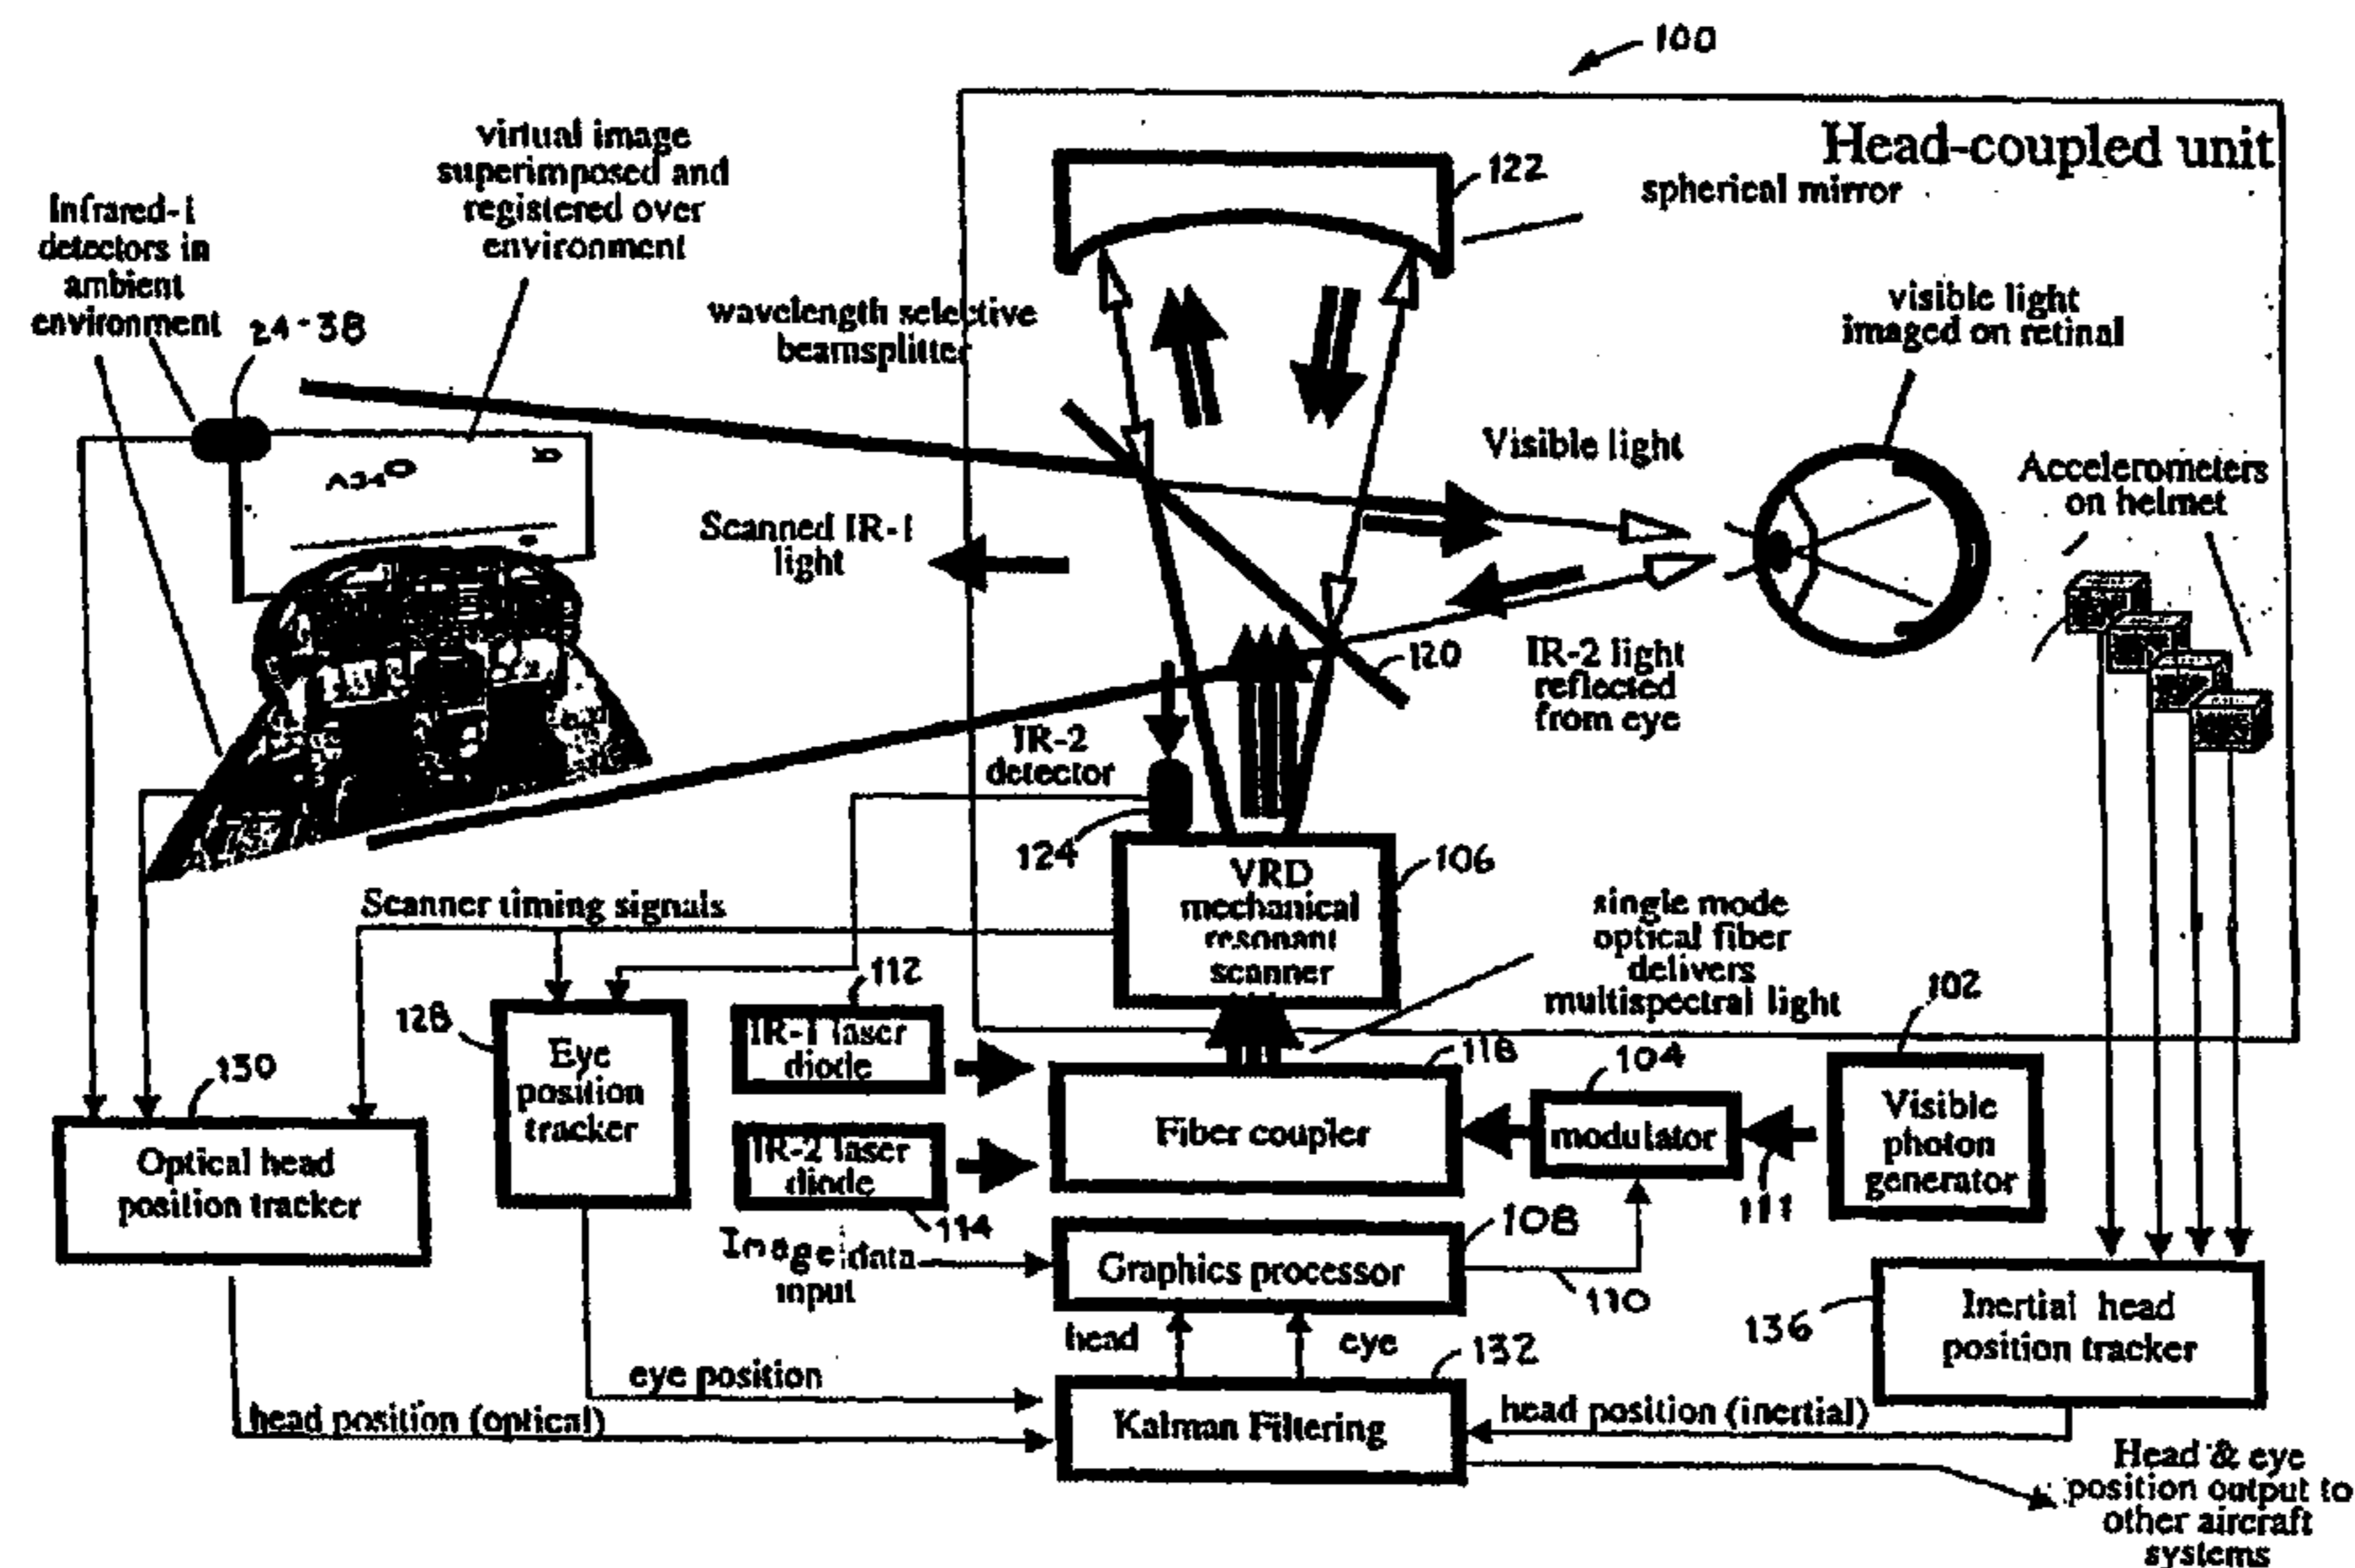 100
Head-coupled unit
122
spherical mirror
virtual image
superimposed and
registered over
environment
Infrared-1
detectors in
ambient
environment
24-38
wavelength selective
beamsplitter
visible light
imaged on retinal
Visible light
Accelerometers
on helmet
A340
Scanned IR-1
light
120
IR-2 light
reflected
from eye
IR-2
detector
124
VRD
mechanical
resonant
scanner
106
single mode
optical fiber
delivers
multispectral light
Scanner timing signals
112
102
128
Eye
position
tracker
IR-1 laser
diode
118
104
130
Optical head
position tracker
Fiber coupler
modulator
Visible
photon
generator
111
IR-2 laser
diode
114
Image data
input
Graphics processor
108
110
136
Inertial head
position tracker
head
eye
132
eye position
head position (optical)
Kalman Filtering
head position (inertial)
Head & eye
position output to
other aircraft
systems